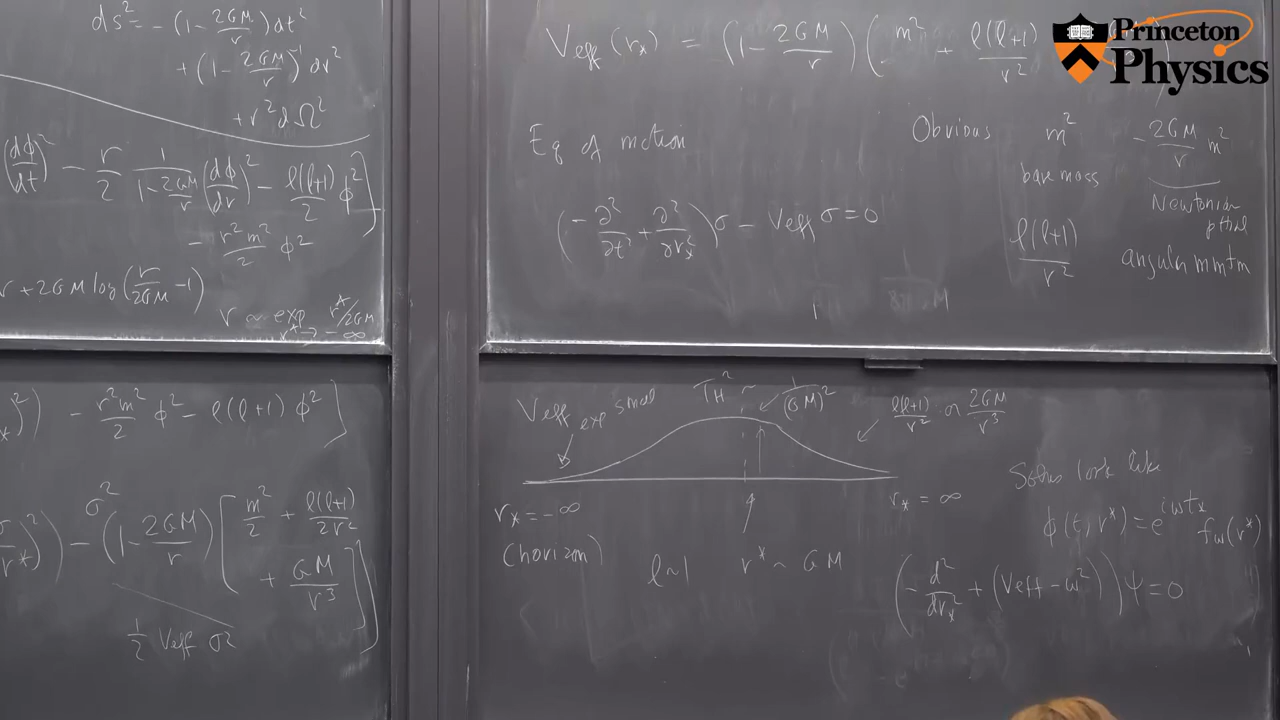 ds² = -(1 - 2GM/r) dt²
+ (1 - 2GM/r)⁻¹ dr²
+ r² dΩ²
(dϕ/dt)² - r/2 1/(1 - 2GM/r) (dϕ/dr)² - l(l+1)/2 ϕ² ]
- r²m²/2 ϕ²
r + 2GM log(r/2GM - 1)
r ~ exp r*/2GM
r* → -∞
*)²) - r²m²/2 ϕ² - l(l+1) ϕ² ]
r*)²) - σ² (1 - 2GM/r) [ m²/2 + l(l+1)/2r²
+ GM/r³ ] )
½ Veff σ²
Veff(r*) = (1 - 2GM/r)( m² + l(l+1)/r²
Princeton
Physics
Eq of motion
(-∂²/∂t² + ∂²/∂r*²)σ - Veff σ = 0
Obvious m² -2GM/r m²
bare mass
Newtonian
l(l+1)/r² angular mmtm
Veff exp small T_H² ~ 1/(GM)² l(l+1)/r² or 2GM/r³
r* = -∞ r* = ∞
(horizon)
l~1 r* ~ GM
Solns look like
ϕ(t, r*) = e^{iωt} f_ω(r*)
(-d²/dr*² + (Veff - ω²))ψ = 0